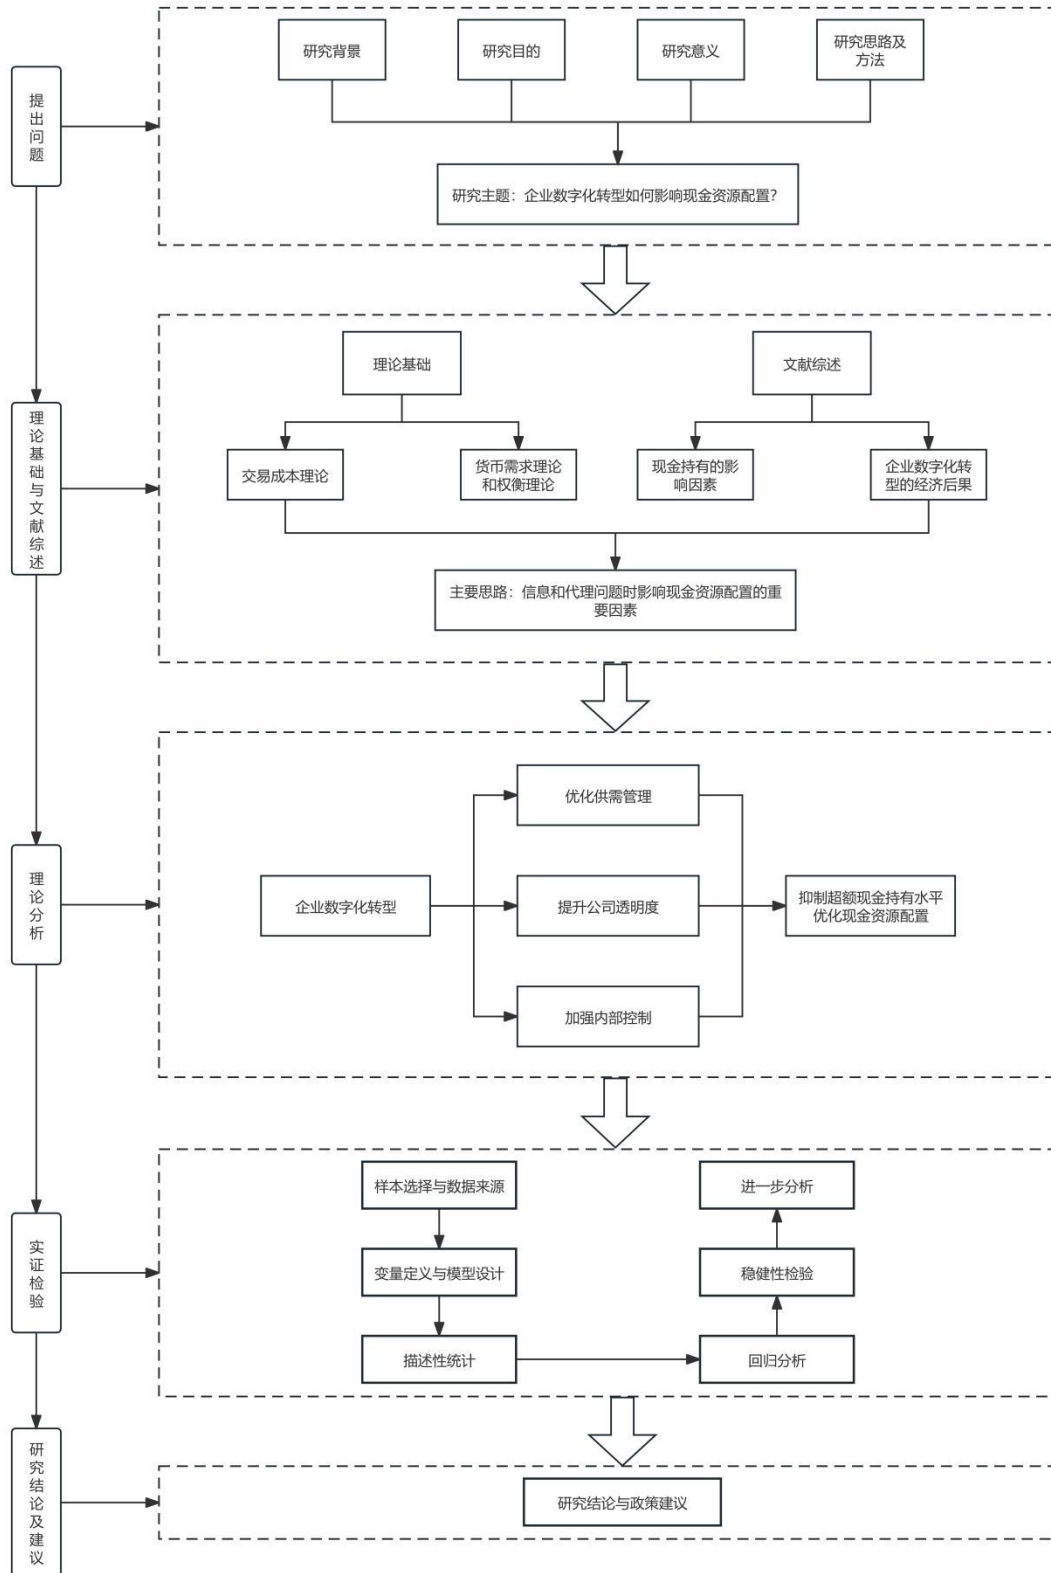 提出问题
研究背景
研究目的
研究意义
研究思路及
方法
研究主题：企业数字化转型如何影响现金资源配置？
理论基础与文献综述
理论基础
文献综述
交易成本理论
货币需求理论
和权衡理论
现金持有的影
响因素
企业数字化转
型的经济后果
主要思路：信息和代理问题时影响现金资源配置的重
要因素
理论分析
企业数字化转型
优化供需管理
提升公司透明度
加强内部控制
抑制超额现金持有水平
优化现金资源配置
实证检验
样本选择与数据来源
变量定义与模型设计
描述性统计
进一步分析
稳健性检验
回归分析
研究结论及建议
研究结论与政策建议